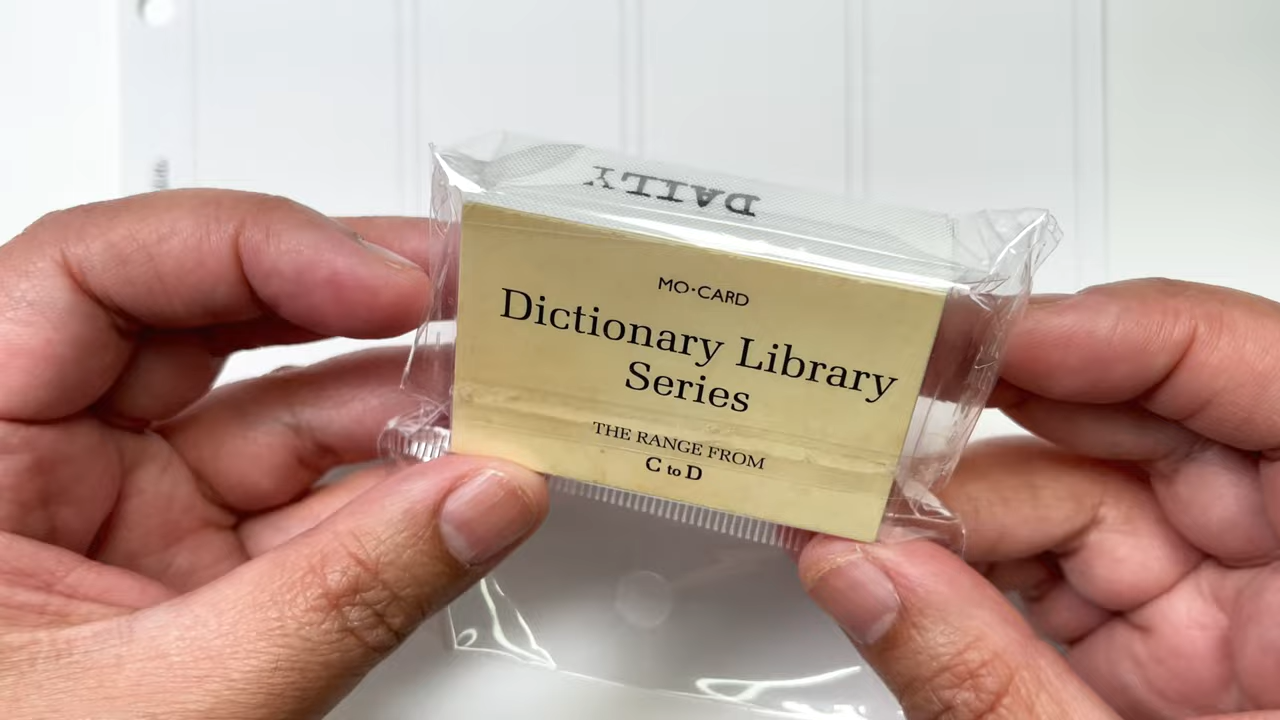 DAILY
MO·CARD
Dictionary Library
Series
THE RANGE FROM
C to D